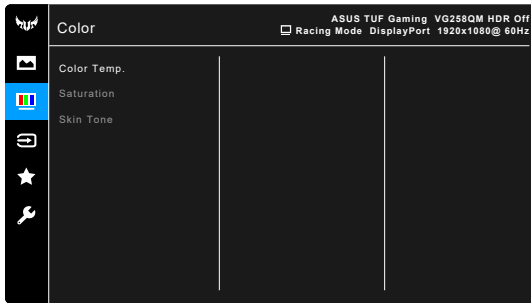 Color
ASUS TUF Gaming VG258QM HDR Off
Racing Mode DisplayPort 1920x1080@ 60Hz
Color Temp.
Saturation
Skin Tone